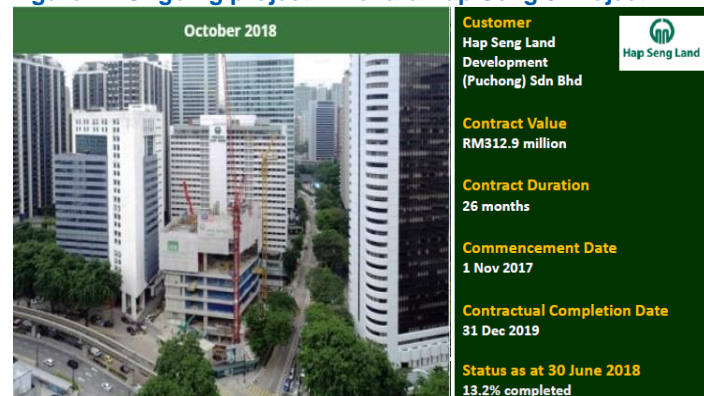 October 2018
Customer
Hap Seng Land
Development
(Puchong) Sdn Bhd
Hap Seng Land
Contract Value
RM312.9 million
Contract Duration
26 months
Commencement Date
1 Nov 2017
Contractual Completion Date
31 Dec 2019
Status as at 30 June 2018
13.2% completed